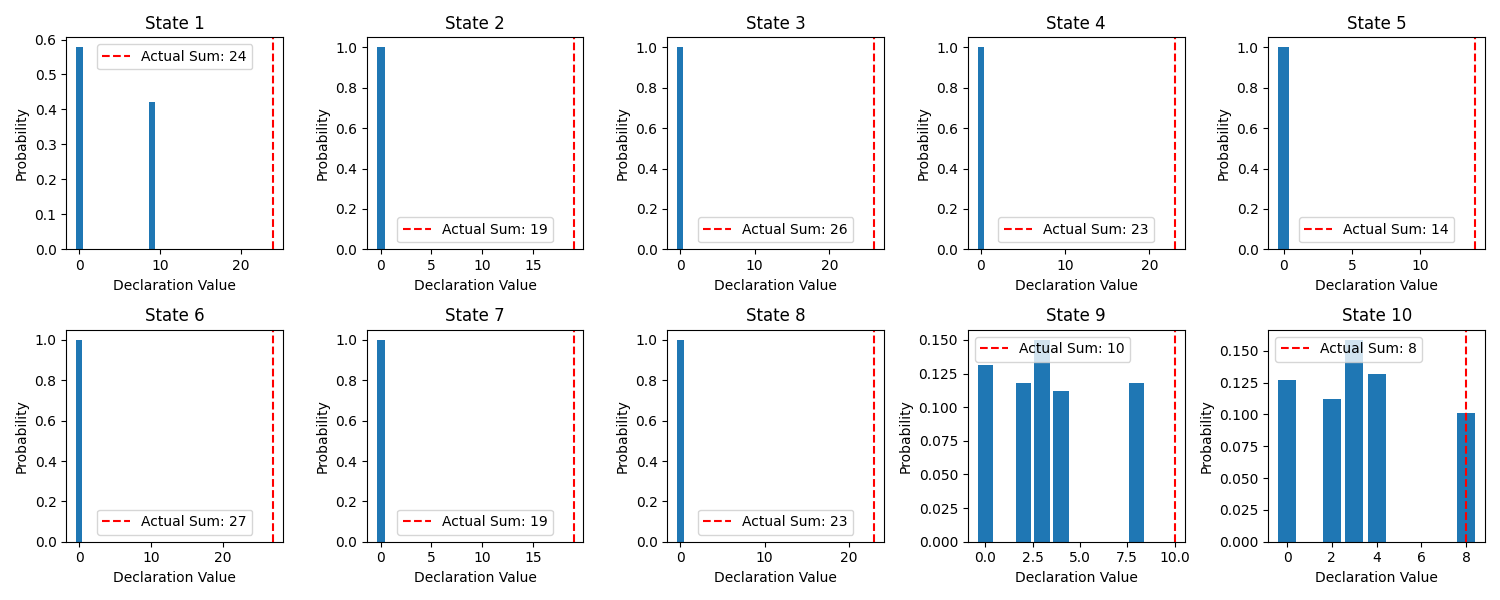 State 1
0.6
0.5
0.4
0.3
0.2
0.1
0.0
Probability
Actual Sum: 24
0 10 20
Declaration Value
State 2
1.0
0.8
0.6
0.4
0.2
0.0
Probability
Actual Sum: 19
0 5 10 15
Declaration Value
State 3
1.0
0.8
0.6
0.4
0.2
0.0
Probability
Actual Sum: 26
0 10 20
Declaration Value
State 4
1.0
0.8
0.6
0.4
0.2
0.0
Probability
Actual Sum: 23
0 10 20
Declaration Value
State 5
1.0
0.8
0.6
0.4
0.2
0.0
Probability
Actual Sum: 14
0 5 10
Declaration Value
State 6
1.0
0.8
0.6
0.4
0.2
0.0
Probability
Actual Sum: 27
0 10 20
Declaration Value
State 7
1.0
0.8
0.6
0.4
0.2
0.0
Probability
Actual Sum: 19
0 5 10 15
Declaration Value
State 8
1.0
0.8
0.6
0.4
0.2
0.0
Probability
Actual Sum: 23
0 10 20
Declaration Value
State 9
0.150
0.125
0.100
0.075
0.050
0.025
0.000
Probability
Actual Sum: 10
0.0 2.5 5.0 7.5 10.0
Declaration Value
State 10
0.150
0.125
0.100
0.075
0.050
0.025
0.000
Probability
Actual Sum: 8
0 2 4 6 8
Declaration Value